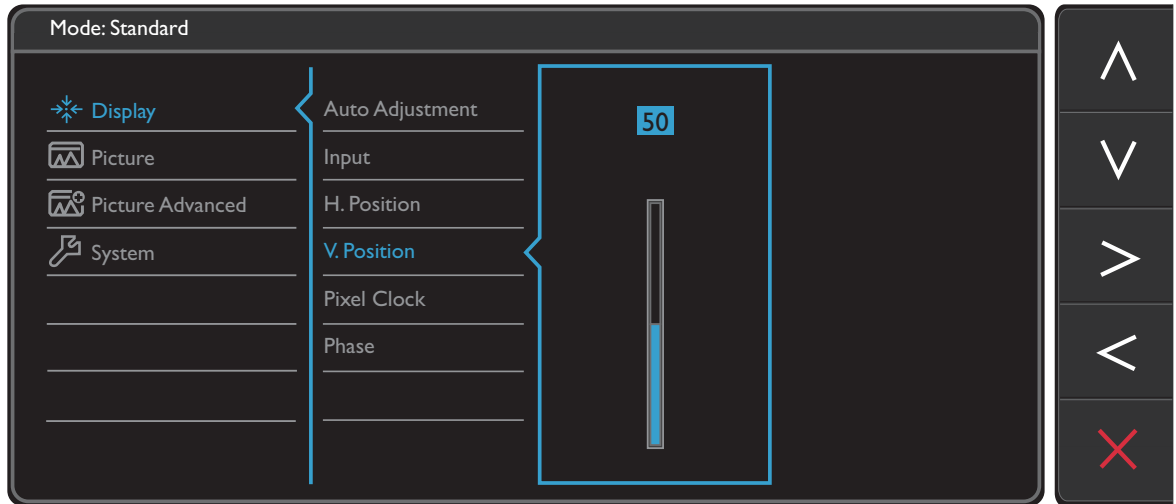 Mode: Standard
Display
Picture
Picture Advanced
System
Auto Adjustment
Input
H. Position
V. Position
Pixel Clock
Phase
50